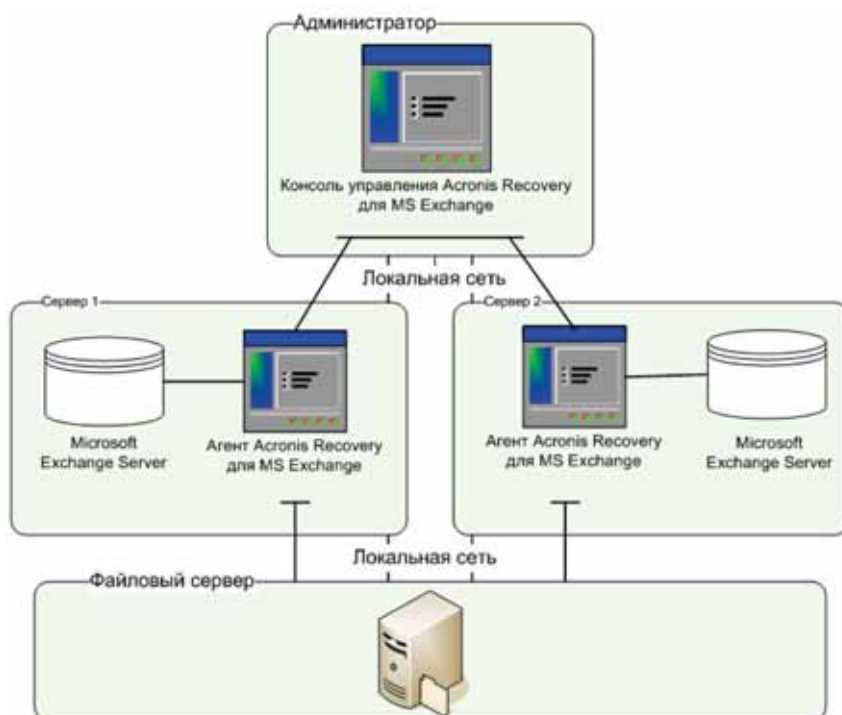 Администратор
Консоль управления Acronis Recovery
для MS Exchange
Локальная сеть
Сервер 1
Сервер 2
Microsoft
Exchange Server
Агент Acronis Recovery
для MS Exchange
Агент Acronis Recovery
для MS Exchange
Microsoft
Exchange Server
Локальная сеть
Файловый сервер